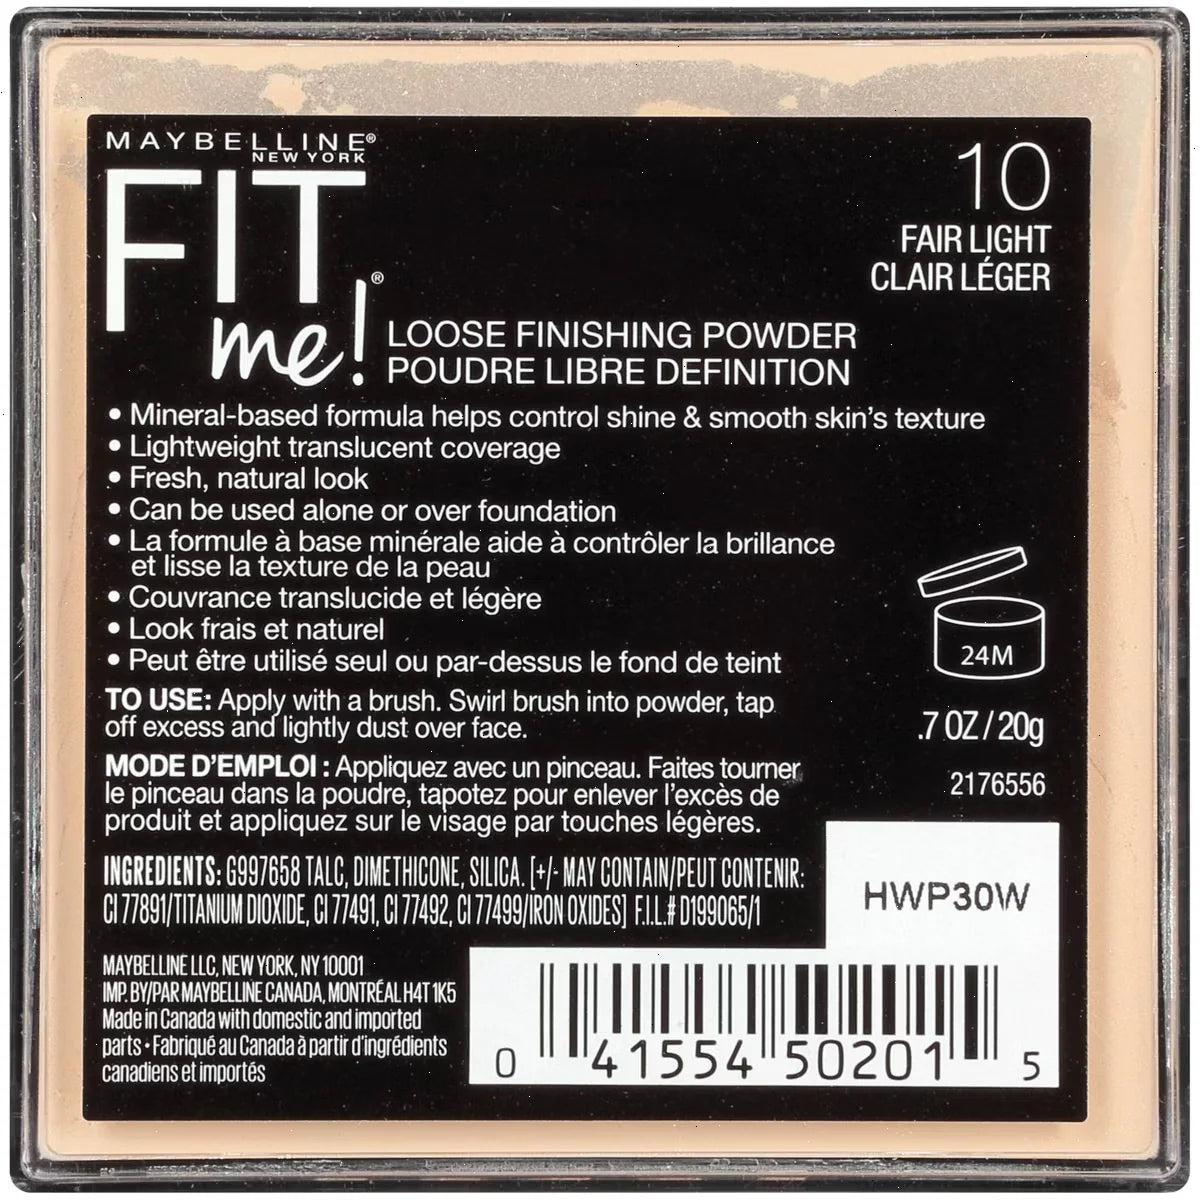 MAYBELLINE®
NEW YORK
FIT
me!®
10
FAIR LIGHT
CLAIR LÉGER
LOOSE FINISHING POWDER
POUDRE LIBRE DEFINITION
• Mineral-based formula helps control shine & smooth skin's texture
• Lightweight translucent coverage
• Fresh, natural look
• Can be used alone or over foundation
• La formule à base minérale aide à contrôler la brillance
et lisse la texture de la peau
• Couvrance translucide et légère
• Look frais et naturel
• Peut être utilisé seul ou par-dessus le fond de teint
24M
TO USE: Apply with a brush. Swirl brush into powder, tap
off excess and lightly dust over face.
.7 OZ / 20g
MODE D'EMPLOI : Appliquez avec un pinceau. Faites tourner
le pinceau dans la poudre, tapotez pour enlever l'excès de
produit et appliquez sur le visage par touches légères.
2176556
INGREDIENTS: G997658 TALC, DIMETHICONE, SILICA. [+/- MAY CONTAIN/PEUT CONTENIR:
CI 77891/TITANIUM DIOXIDE, CI 77491, CI 77492, CI 77499/IRON OXIDES] F.I.L.# D199065/1
HWP30W
MAYBELLINE LLC, NEW YORK, NY 10001
IMP. BY/PAR MAYBELLINE CANADA, MONTRÉAL H4T 1K5
Made in Canada with domestic and imported
parts • Fabriqué au Canada à partir d'ingrédients
canadiens et importés
0 41554 50201 5